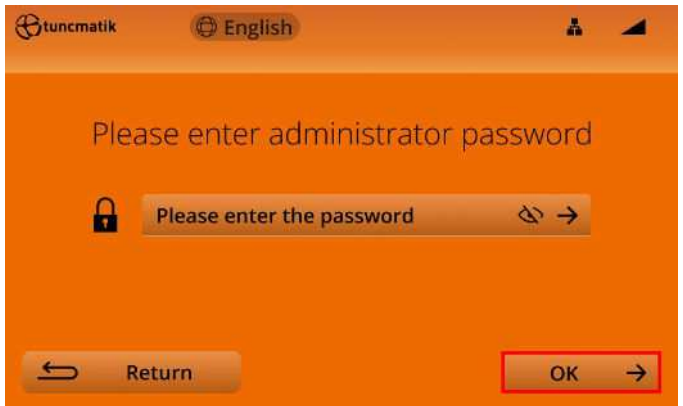 tuncmatik
English
Please enter administrator password
Please enter the password
Return
OK